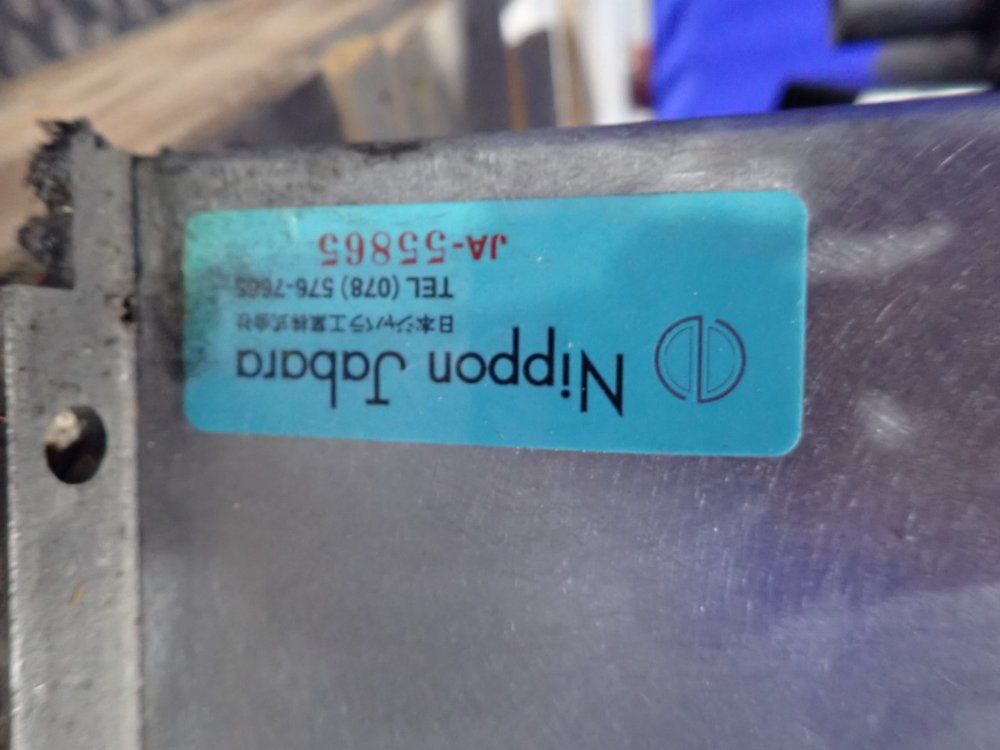 Nippon Jabara
日本ジャバラ工業株式会社
TEL (078) 576-7665
JA-55865